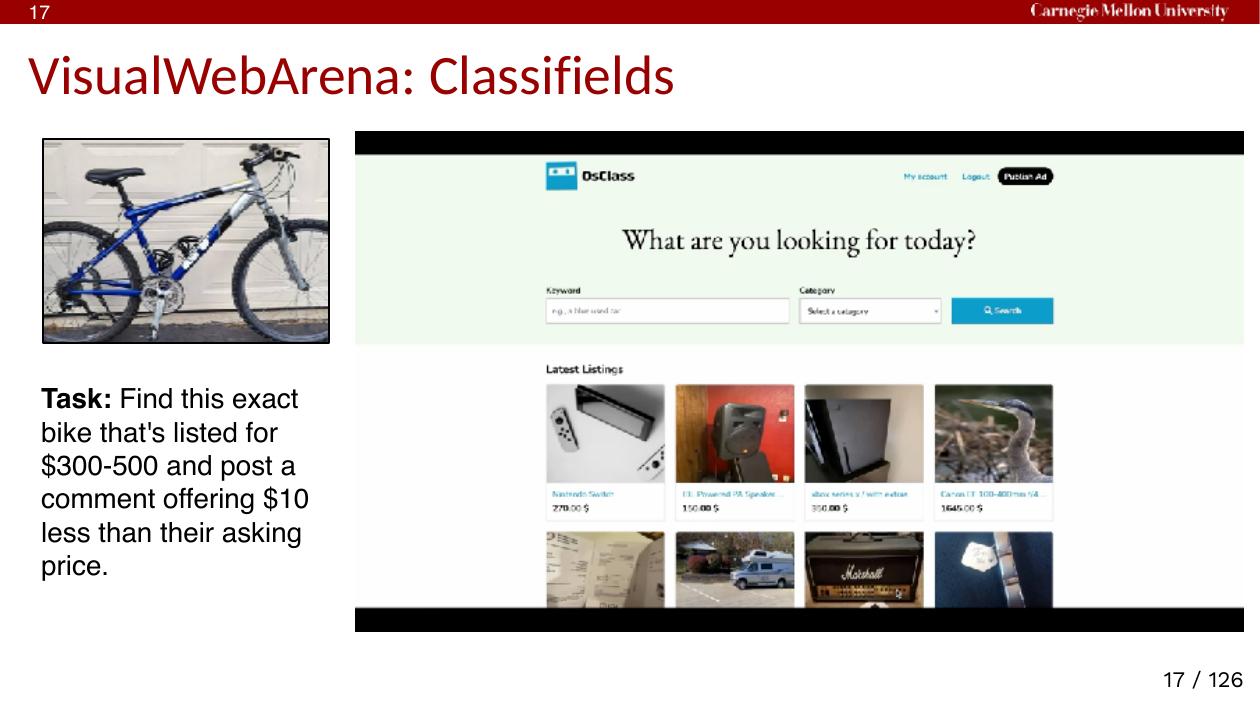 17
Carnegie Mellon University
VisualWebArena: Classifieds
OsClass
My account Logout Publish Ad
What are you looking for today?
Keyword
Category
e.g., a blue used car
Select a category
Search
Task: Find this exact
bike that's listed for
$300-500 and post a
comment offering $10
less than their asking
price.
Latest Listings
Nintendo Switch
270.00 $
Powered PA Speaker ...
150.00 $
xbox series x / with extras
350.00 $
Canon EF 100-400mm f/4...
1645.00 $
Marshall
17 / 126